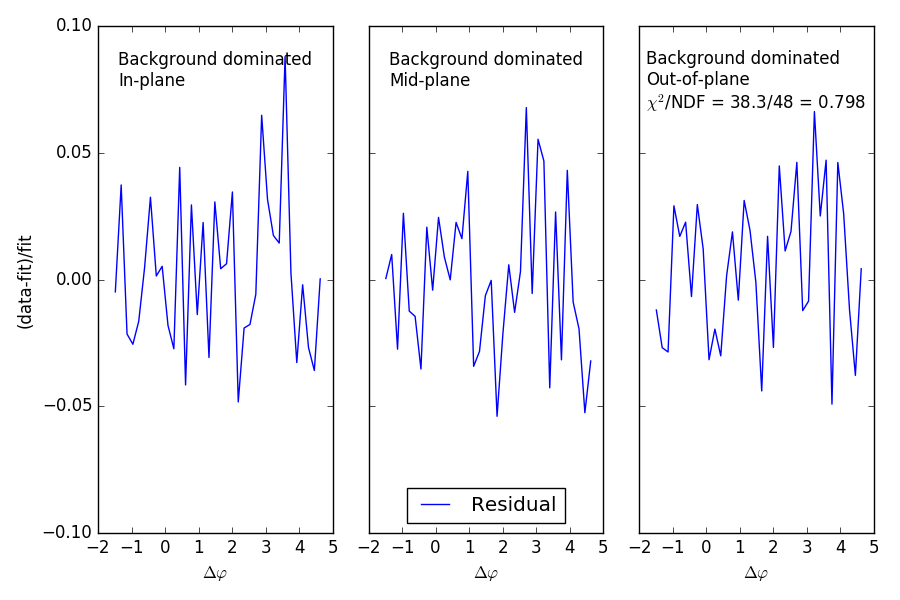 0.10
0.05
0.00
−0.05
−0.10
(data-fit)/fit
Background dominated
In-plane
−2 −1 0 1 2 3 4 5
Δφ
Background dominated
Mid-plane
Residual
−2 −1 0 1 2 3 4 5
Δφ
Background dominated
Out-of-plane
χ²/NDF = 38.3/48 = 0.798
−2 −1 0 1 2 3 4 5
Δφ